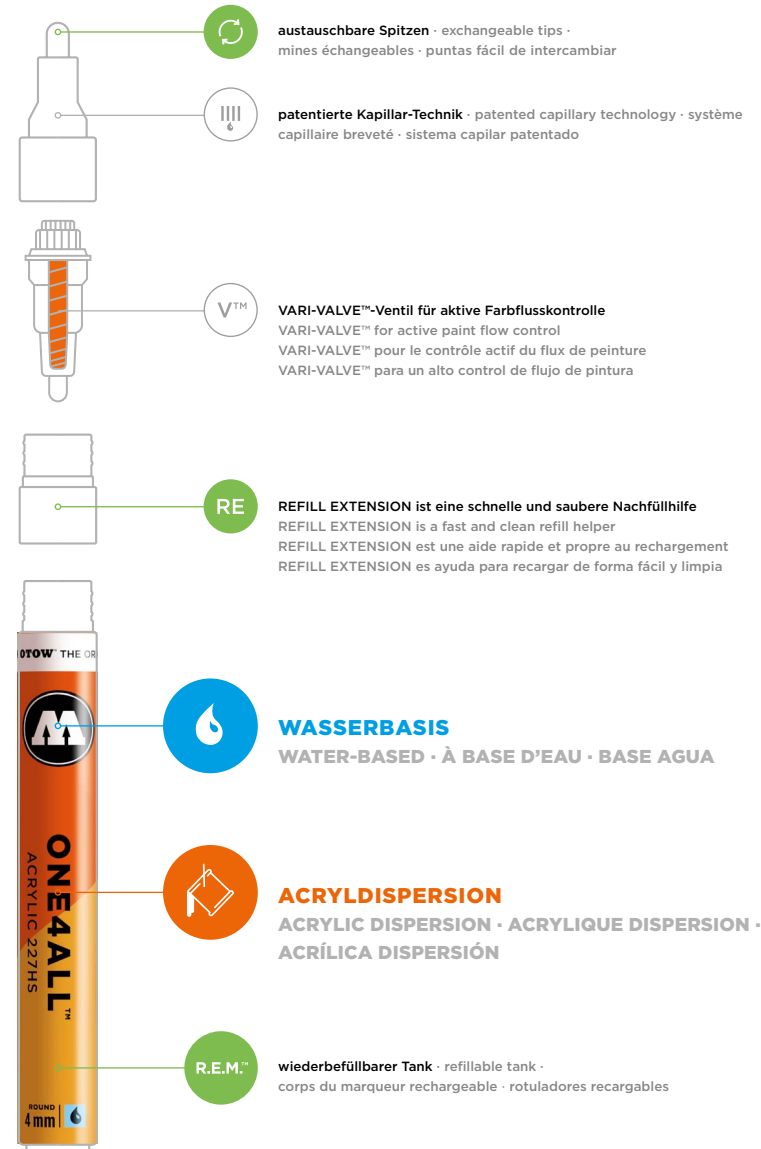 austauschbare Spitzen · exchangeable tips ·
mines échangeables · puntas fácil de intercambiar
patentierte Kapillar-Technik · patented capillary technology · système
capillaire breveté · sistema capilar patentado
V™
VARI-VALVE™-Ventil für aktive Farbflusskontrolle
VARI-VALVE™ for active paint flow control
VARI-VALVE™ pour le contrôle actif du flux de peinture
VARI-VALVE™ para un alto control de flujo de pintura
RE
REFILL EXTENSION ist eine schnelle und saubere Nachfüllhilfe
REFILL EXTENSION is a fast and clean refill helper
REFILL EXTENSION est une aide rapide et propre au rechargement
REFILL EXTENSION es ayuda para recargar de forma fácil y limpia
OTOW™ THE OR
WASSERBASIS
WATER-BASED · À BASE D’EAU · BASE AGUA
ONE4ALL™
ACRYLIC 227HS
ACRYLDISPERSION
ACRYLIC DISPERSION · ACRYLIQUE DISPERSION ·
ACRÍLICA DISPERSIÓN
R.E.M.™
wiederbefüllbarer Tank · refillable tank ·
corps du marqueur rechargeable · rotuladores recargables
ROUND
4 mm